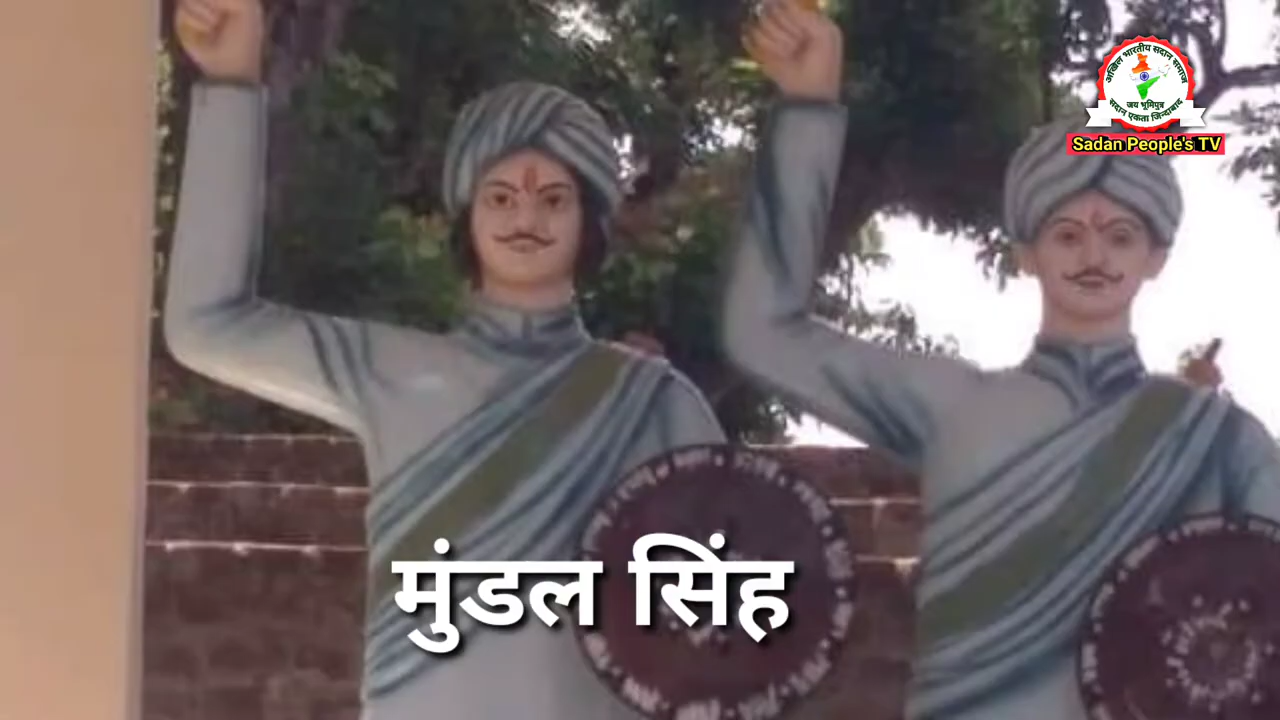 अखिल भारतीय सदान समाज
जय भूमिपुत्र
सदान एकता जिन्दाबाद
Sadan People's TV
मुंडल सिंह